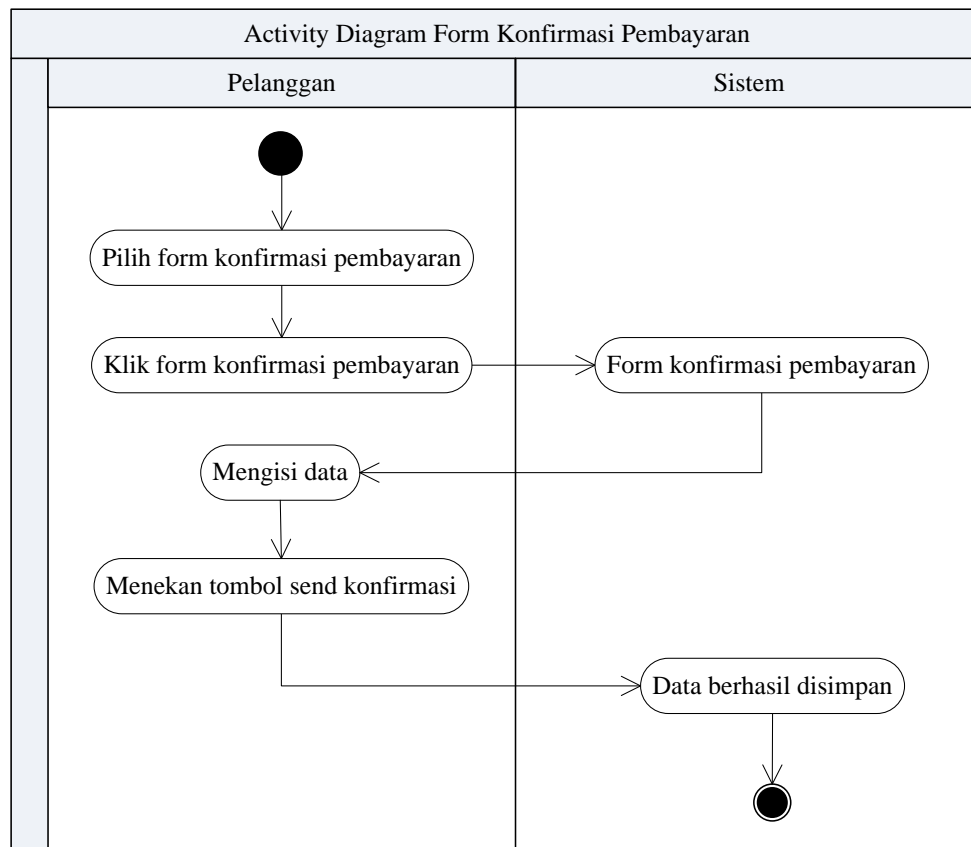 Activity Diagram Form Konfirmasi Pembayaran
Pelanggan
Sistem
Pilih form konfirmasi pembayaran
Klik form konfirmasi pembayaran
Form konfirmasi pembayaran
Mengisi data
Menekan tombol send konfirmasi
Data berhasil disimpan